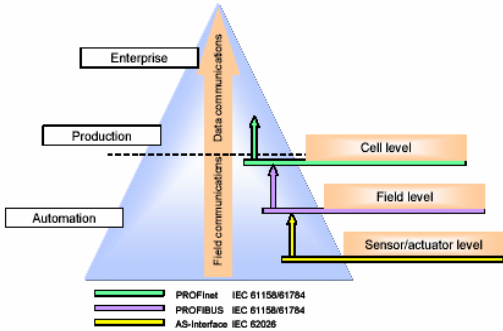 Enterprise
Data communications
Production
Cell level
Field communications
Field level
Automation
Sensor/actuator level
PROFInet IEC 61158/61784
PROFIBUS IEC 61158/61784
AS-Interface IEC 62026